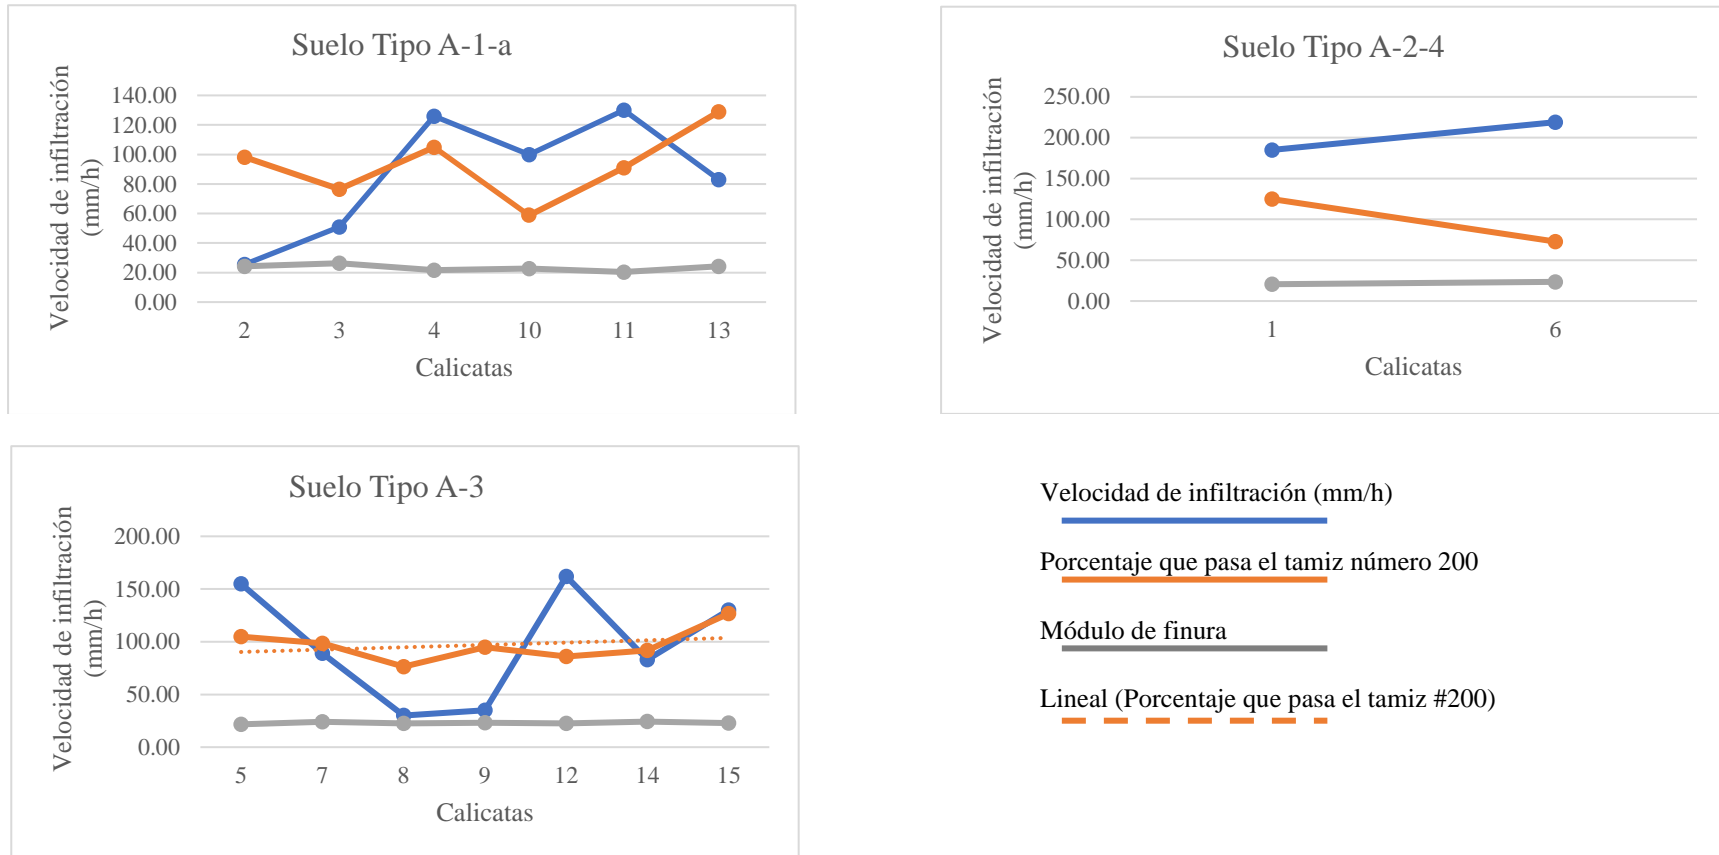 Suelo Tipo A-1-a
Velocidad de infiltración
(mm/h)
140.00
120.00
100.00
80.00
60.00
40.00
20.00
0.00
2 3 4 10 11 13
Calicatas
Suelo Tipo A-2-4
Velocidad de infiltración
(mm/h)
250.00
200.00
150.00
100.00
50.00
0.00
1 6
Calicatas
Suelo Tipo A-3
Velocidad de infiltración
(mm/h)
200.00
150.00
100.00
50.00
0.00
5 7 8 9 12 14 15
Calicatas
Velocidad de infiltración (mm/h)
Porcentaje que pasa el tamiz número 200
Módulo de finura
Lineal (Porcentaje que pasa el tamiz #200)